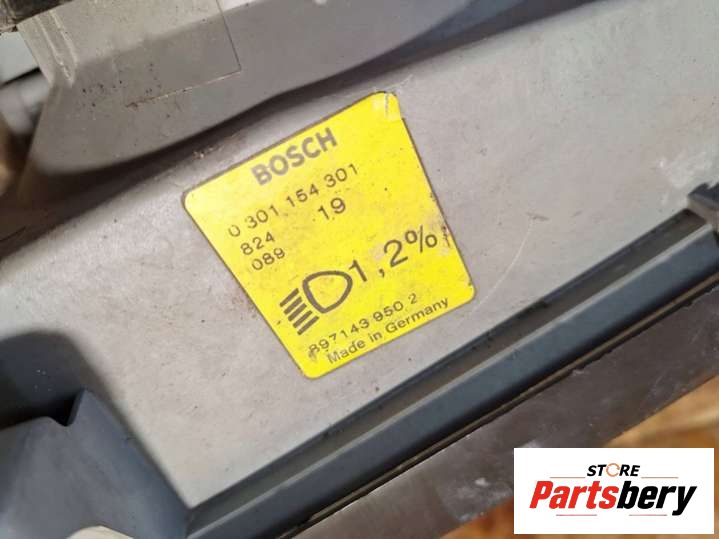 BOSCH
0 301 154 301
824 19
089
1,2%
897143 950 2
Made in Germany
STORE
Partsbery